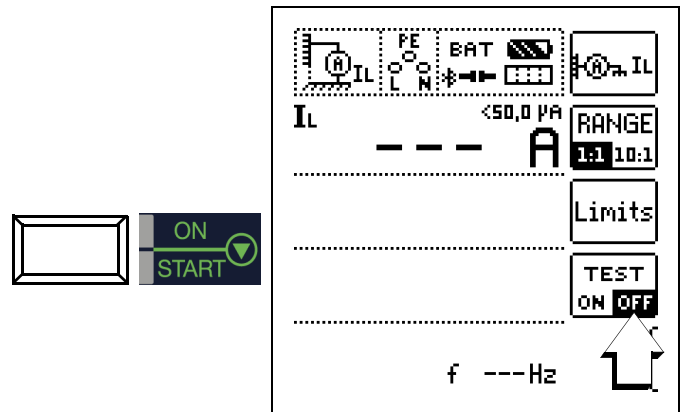 ON
START
IL
PE
L N
BAT
IL
IL
<50,0 µA
--- A
RANGE
1:1 10:1
Limits
TEST
ON OFF
f ---Hz